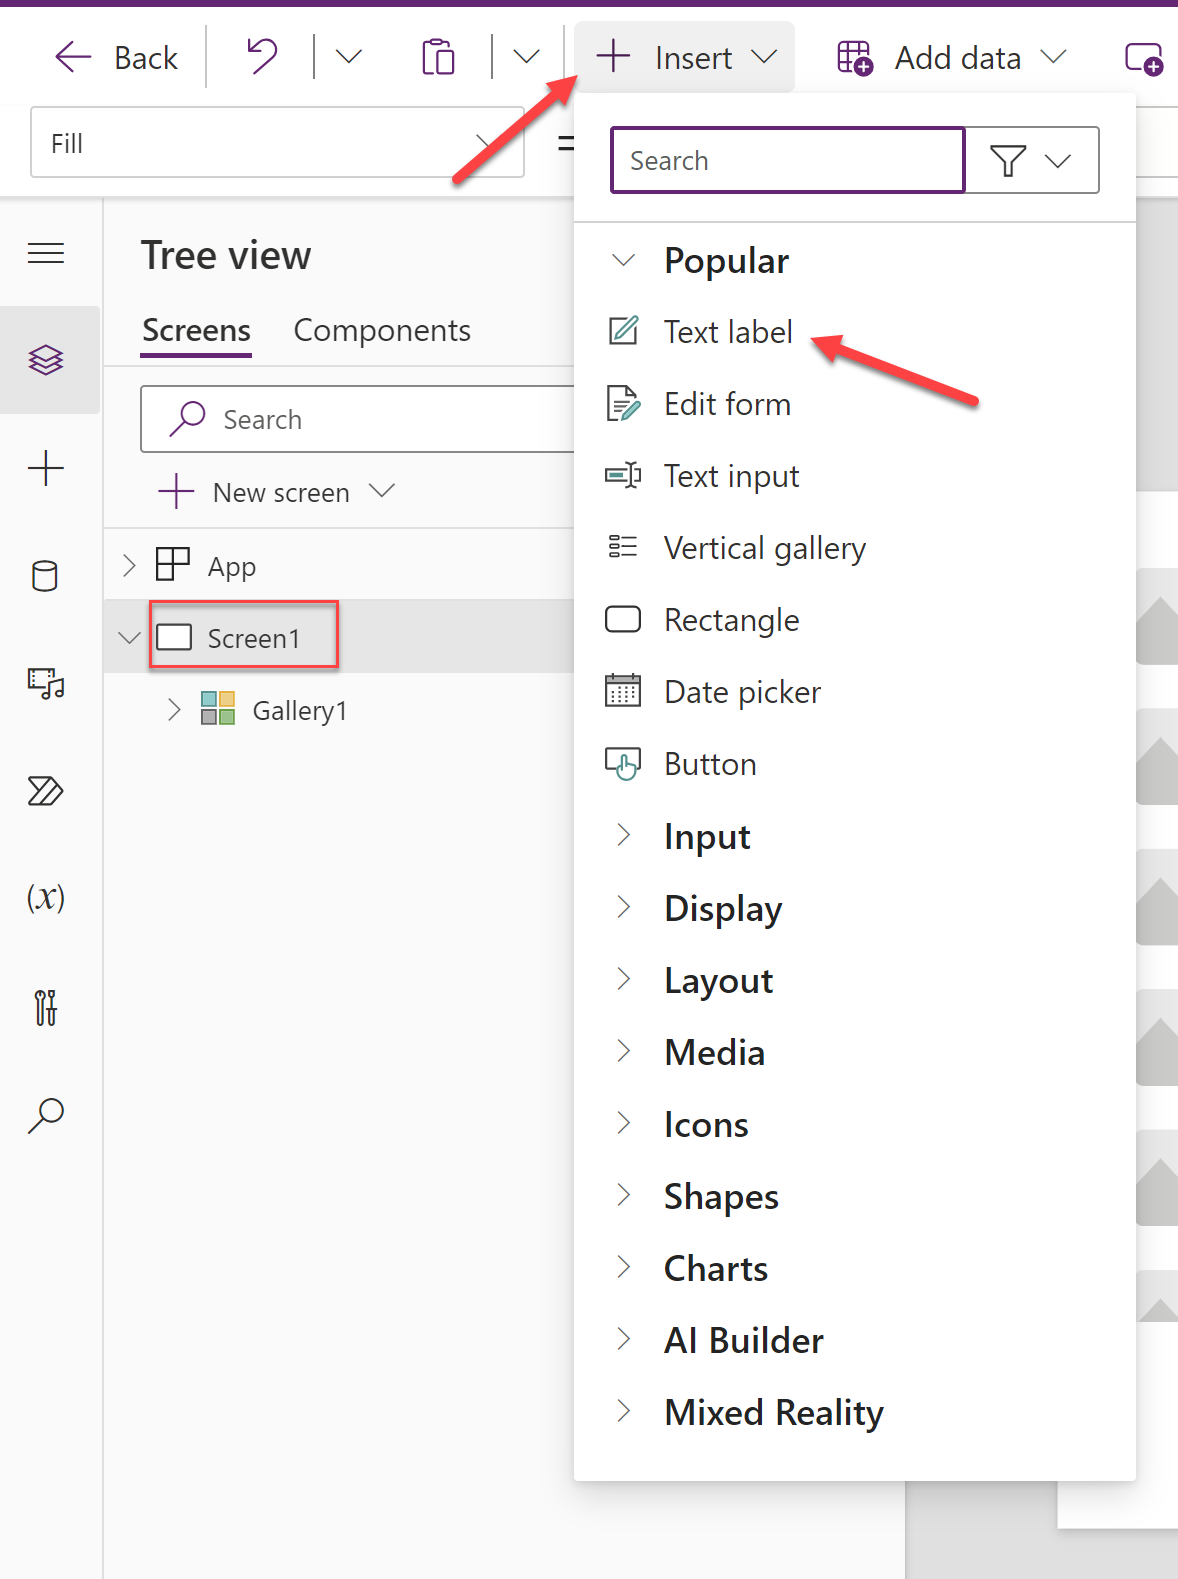 Back
Insert
Add data
Fill
=
Search
Tree view
Screens
Components
Search
New screen
App
Screen1
Gallery1
Popular
Text label
Edit form
Text input
Vertical gallery
Rectangle
Date picker
Button
Input
Display
Layout
Media
Icons
Shapes
Charts
AI Builder
Mixed Reality
(x)